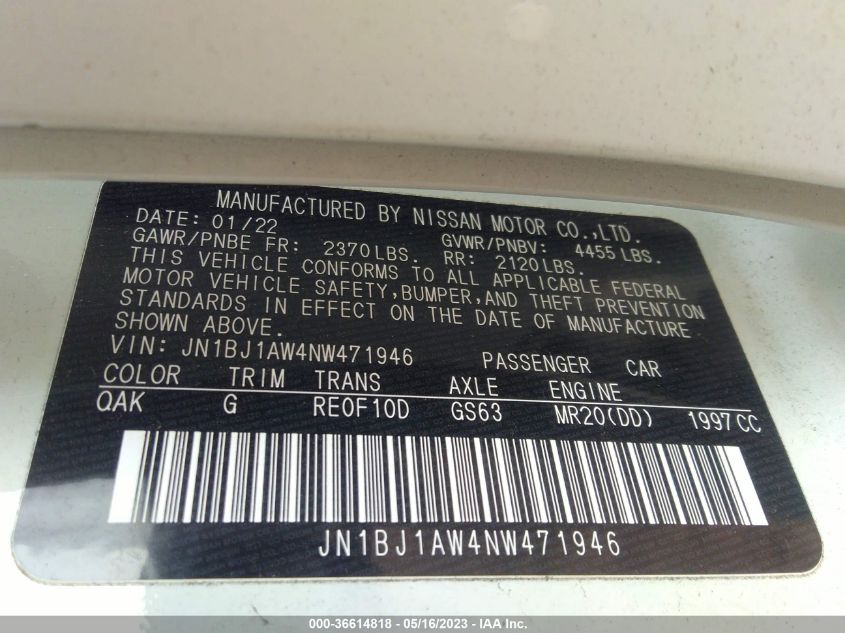 MANUFACTURED BY NISSAN MOTOR CO.,LTD.
DATE: 01/22 GVWR/PNBV: 4455 LBS.
GAWR/PNBE FR: 2370LBS. RR: 2120LBS.
THIS VEHICLE CONFORMS TO ALL APPLICABLE FEDERAL
MOTOR VEHICLE SAFETY,BUMPER,AND THEFT PREVENTION
STANDARDS IN EFFECT ON THE DATE OF MANUFACTURE
SHOWN ABOVE.
VIN: JN1BJ1AW4NW471946 PASSENGER CAR
COLOR TRIM TRANS AXLE ENGINE
QAK G RE0F10D GS63 MR20(DD) 1997CC
JN1BJ1AW4NW471946
000-36614818 - 05/16/2023 - IAA Inc.